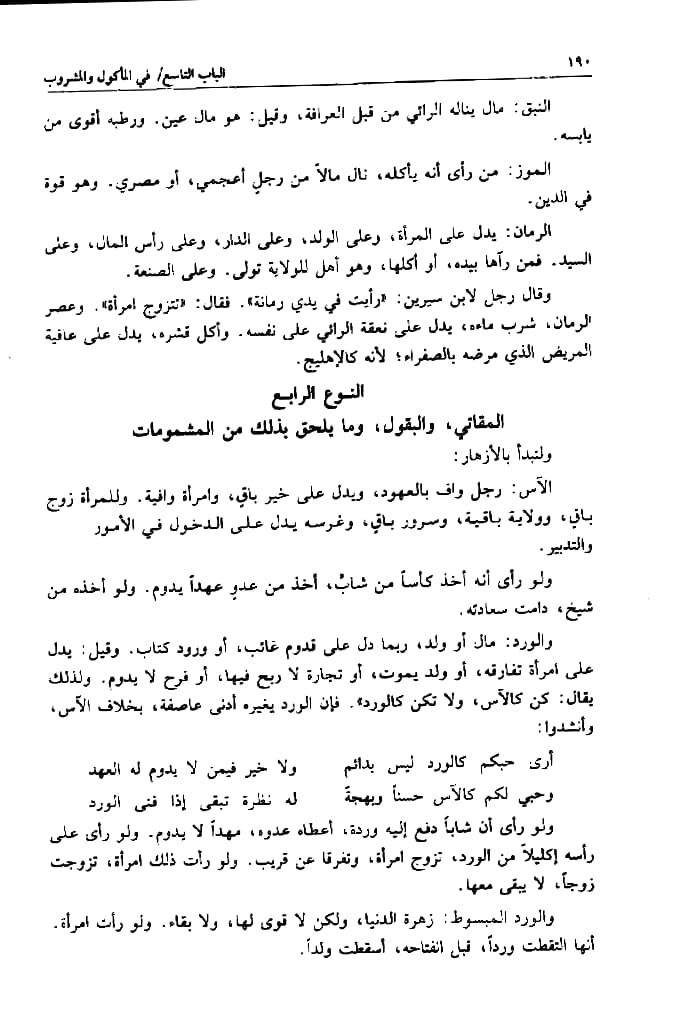 ١٩٠
الباب التاسع/ في المأكول والمشروب
النبق: مال يناله الرائي من قبل العرافة، وقيل: هو مال عين. ورطبه أقوى من
يابسه.
الموز: من رأى أنه يأكله، نال مالاً من رجلٍ أعجمي، أو مصري. وهو قوة
في الدين.
الرمان: يدل على المرأة، وعلى الولد، وعلى الدار، وعلى رأس المال، وعلى
السيد. فمن رآها بيده، أو أكلها، وهو أهل للولاية تولى. وعلى الصنعة.
وقال رجل لابن سيرين: «رأيت في يدي رمانة». فقال: «تتزوج امرأة». وعصر
الرمان، شرب ماءه، يدل على نعقة الرائي على نفسه. وأكل قشره، يدل على عافية
المريض الذي مرضه بالصفراء؛ لأنه كالإهليج.
النوع الرابع
المقاتي، والبقول، وما يلحق بذلك من المشمومات
ولنبدأ بالأزهار:
الآس: رجل واف بالعهود، ويدل على خير باقٍ، وامرأة وافية. وللمرأة زوج
باقٍ، وولاية باقية، وسرور باقٍ، وغرسه يدل على الدخول في الأمور
والتدبير.
ولو رأى أنه أخذ كأساً من شابٌ، أخذ من عدوٍ عهداً يدوم. ولو أخذه من
شيخ، دامت سعادته.
والورد: مال أو ولد، ربما دل على قدوم غائب، أو ورود كتاب. وقيل: يدل
على امرأة تفارقه، أو ولد يموت، أو تجارة لا ربح فيها، أو فرح لا يدوم. ولذلك
يقال: كن كالآس، ولا تكن كالورد». فإن الورد يغيره أدنى عاصفة، بخلاف الآس،
وأنشدوا:
أرى حبكم كالورد ليس بدائم ولا خير فيمن لا يدوم له العهد
وحبي لكم كالآس حسناً وبهجةً له نظرة تبقى إذا فنى الورد
ولو رأى أن شاباً دفع إليه وردة، أعطاه عدوه، مهداً لا يدوم. ولو رأى على
رأسه إكليلاً من الورد، تزوج امرأة، وتفرقا عن قريب. ولو رأت ذلك امرأة، تزوجت
زوجاً، لا يبقى معها.
والورد المبسوط: زهرة الدنيا، ولكن لا قوى لها، ولا بقاء. ولو رأت امرأة.
أنها التقطت ورداً، قبل انفتاحه، أسقطت ولداً.